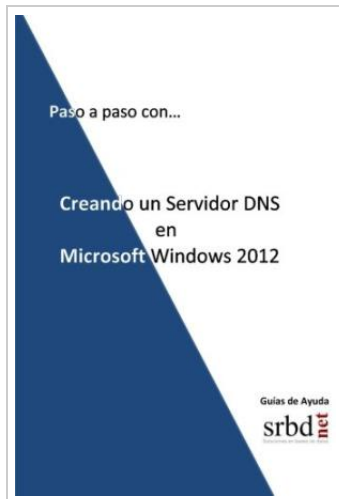 Paso a paso con...
Creando un Servidor DNS
en
Microsoft Windows 2012
Guías de Ayuda
srbd net